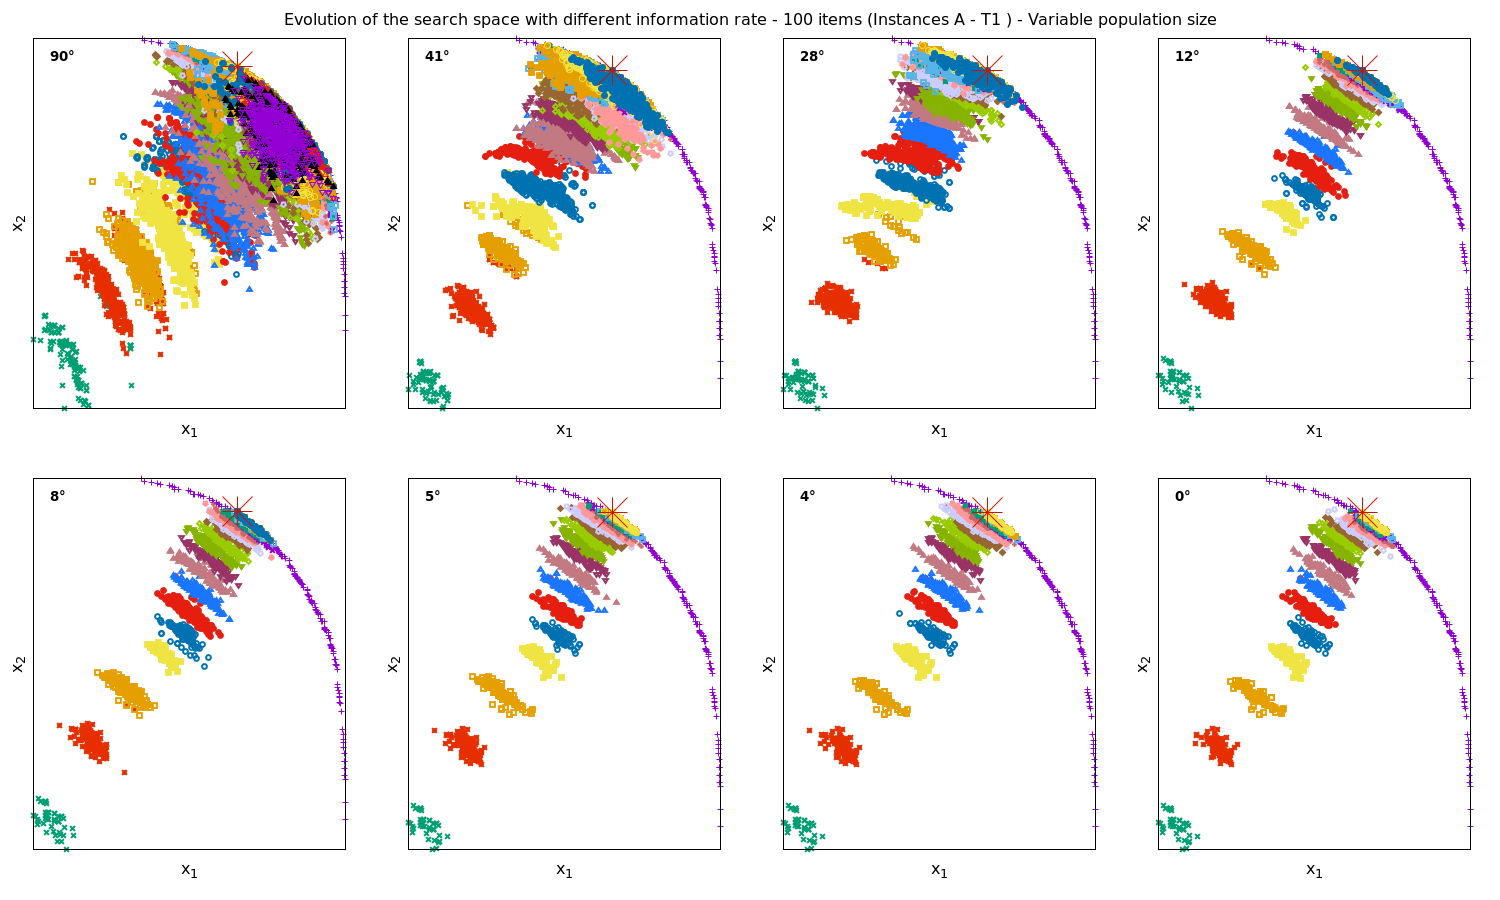 Evolution of the search space with different information rate - 100 items (Instances A - T1 ) - Variable population size
90° 41° 28° 12°
x₂ x₂ x₂ x₂
x₁ x₁ x₁ x₁
8° 5° 4° 0°
x₂ x₂ x₂ x₂
x₁ x₁ x₁ x₁